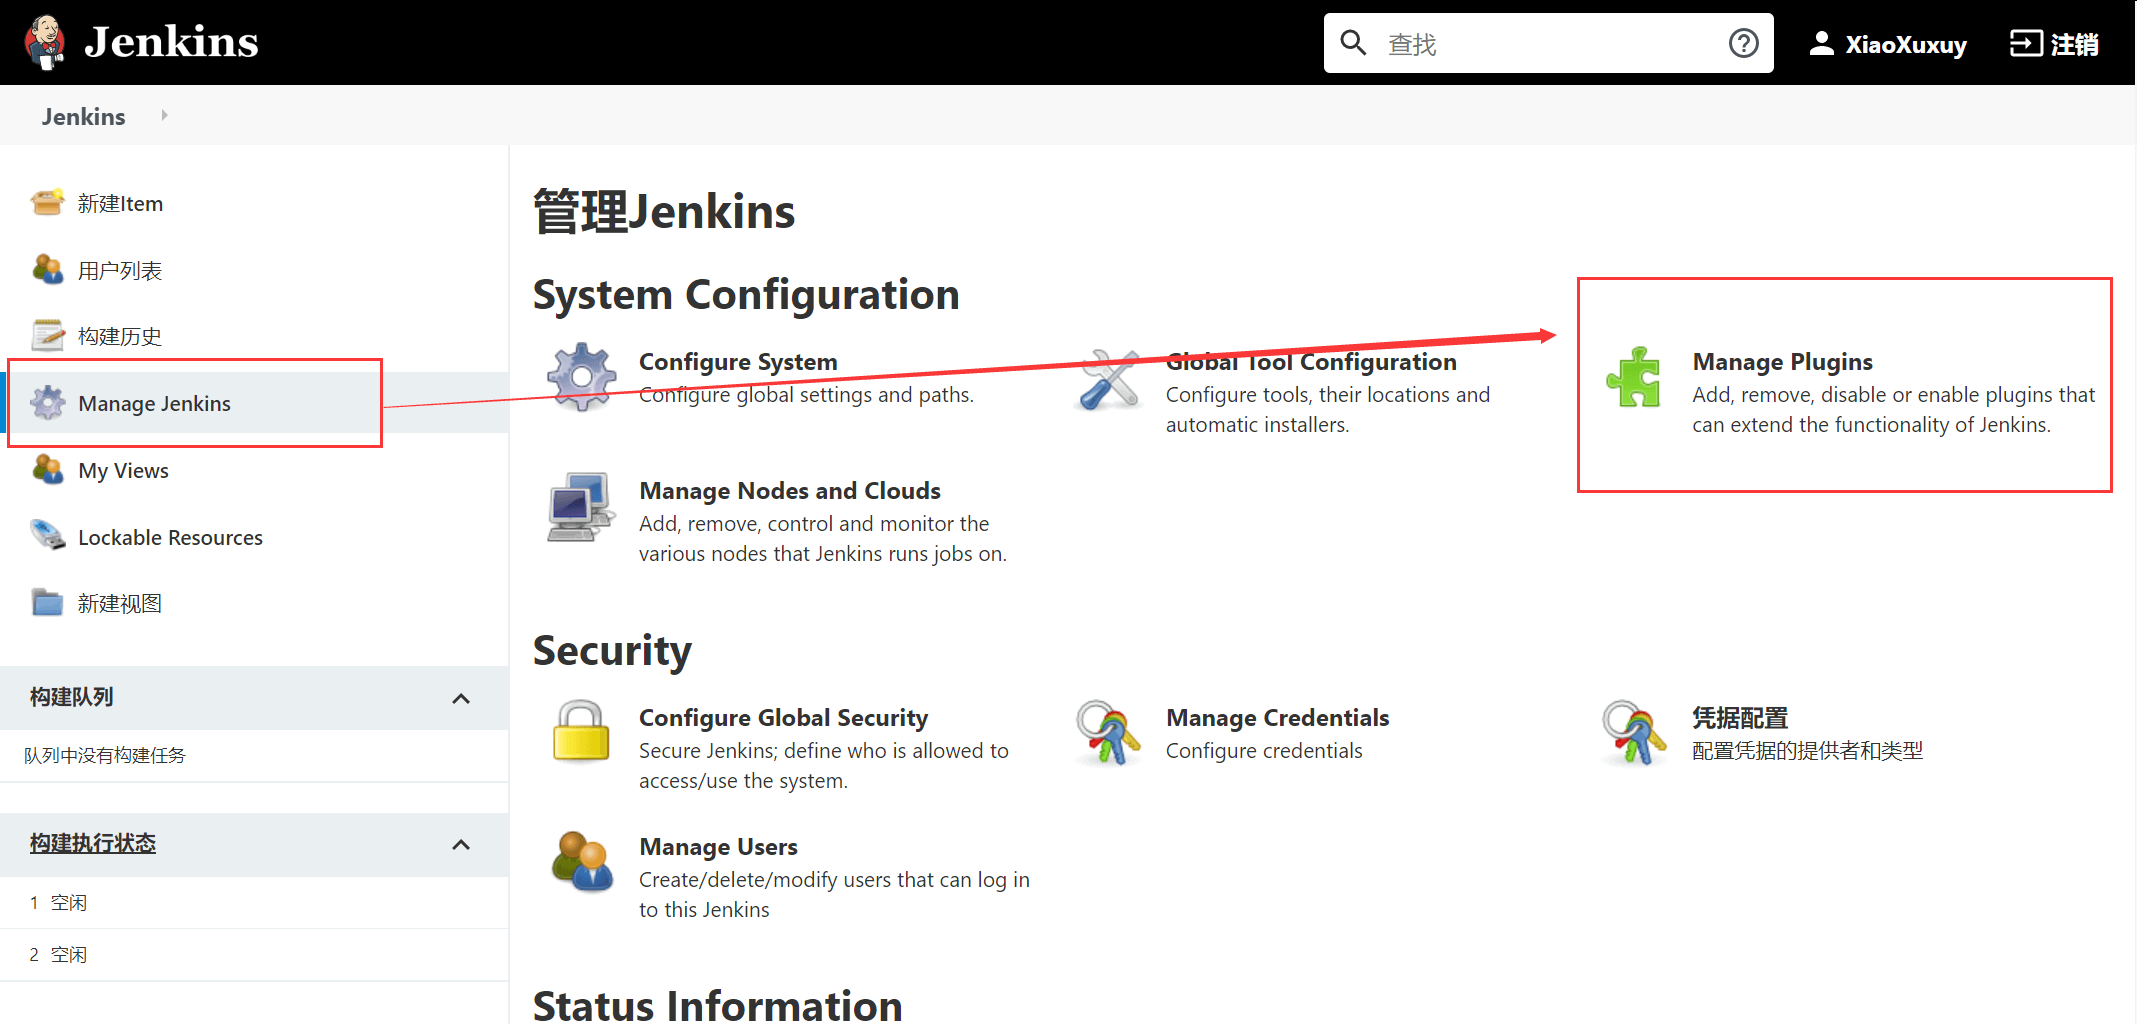 Jenkins
查找
XiaoXuxuy
注销
Jenkins
新建Item
用户列表
构建历史
Manage Jenkins
My Views
Lockable Resources
新建视图
构建队列
队列中没有构建任务
构建执行状态
1 空闲
2 空闲
管理Jenkins
System Configuration
Configure System
Configure global settings and paths.
Global Tool Configuration
Configure tools, their locations and
automatic installers.
Manage Plugins
Add, remove, disable or enable plugins that
can extend the functionality of Jenkins.
Manage Nodes and Clouds
Add, remove, control and monitor the
various nodes that Jenkins runs jobs on.
Security
Configure Global Security
Secure Jenkins; define who is allowed to
access/use the system.
Manage Credentials
Configure credentials
凭据配置
配置凭据的提供者和类型
Manage Users
Create/delete/modify users that can log in
to this Jenkins
Status Information